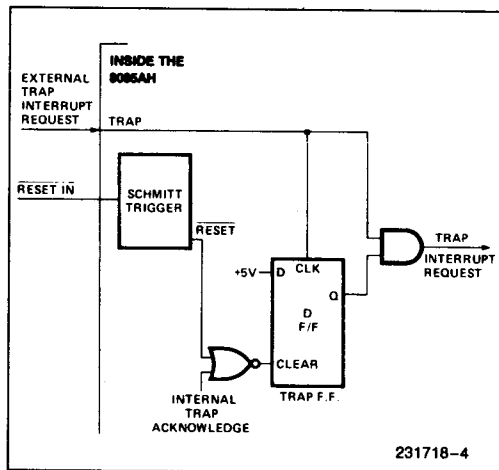 INSIDE THE
8085AH
EXTERNAL
TRAP
INTERRUPT
REQUEST
TRAP
RESET IN
SCHMITT
TRIGGER
RESET
+5V
D
CLK
Q
D
F/F
CLEAR
TRAP F.F.
TRAP
INTERRUPT
REQUEST
INTERNAL
TRAP
ACKNOWLEDGE
231718-4